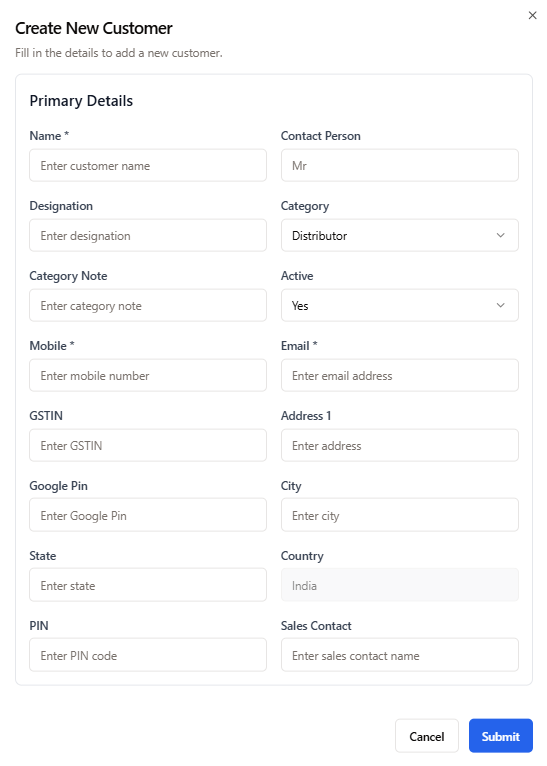 Create New Customer
Fill in the details to add a new customer.
Primary Details
Name * Contact Person
Enter customer name Mr
Designation Category
Enter designation Distributor
Category Note Active
Enter category note Yes
Mobile * Email *
Enter mobile number Enter email address
GSTIN Address 1
Enter GSTIN Enter address
Google Pin City
Enter Google Pin Enter city
State Country
Enter state India
PIN Sales Contact
Enter PIN code Enter sales contact name
Cancel Submit